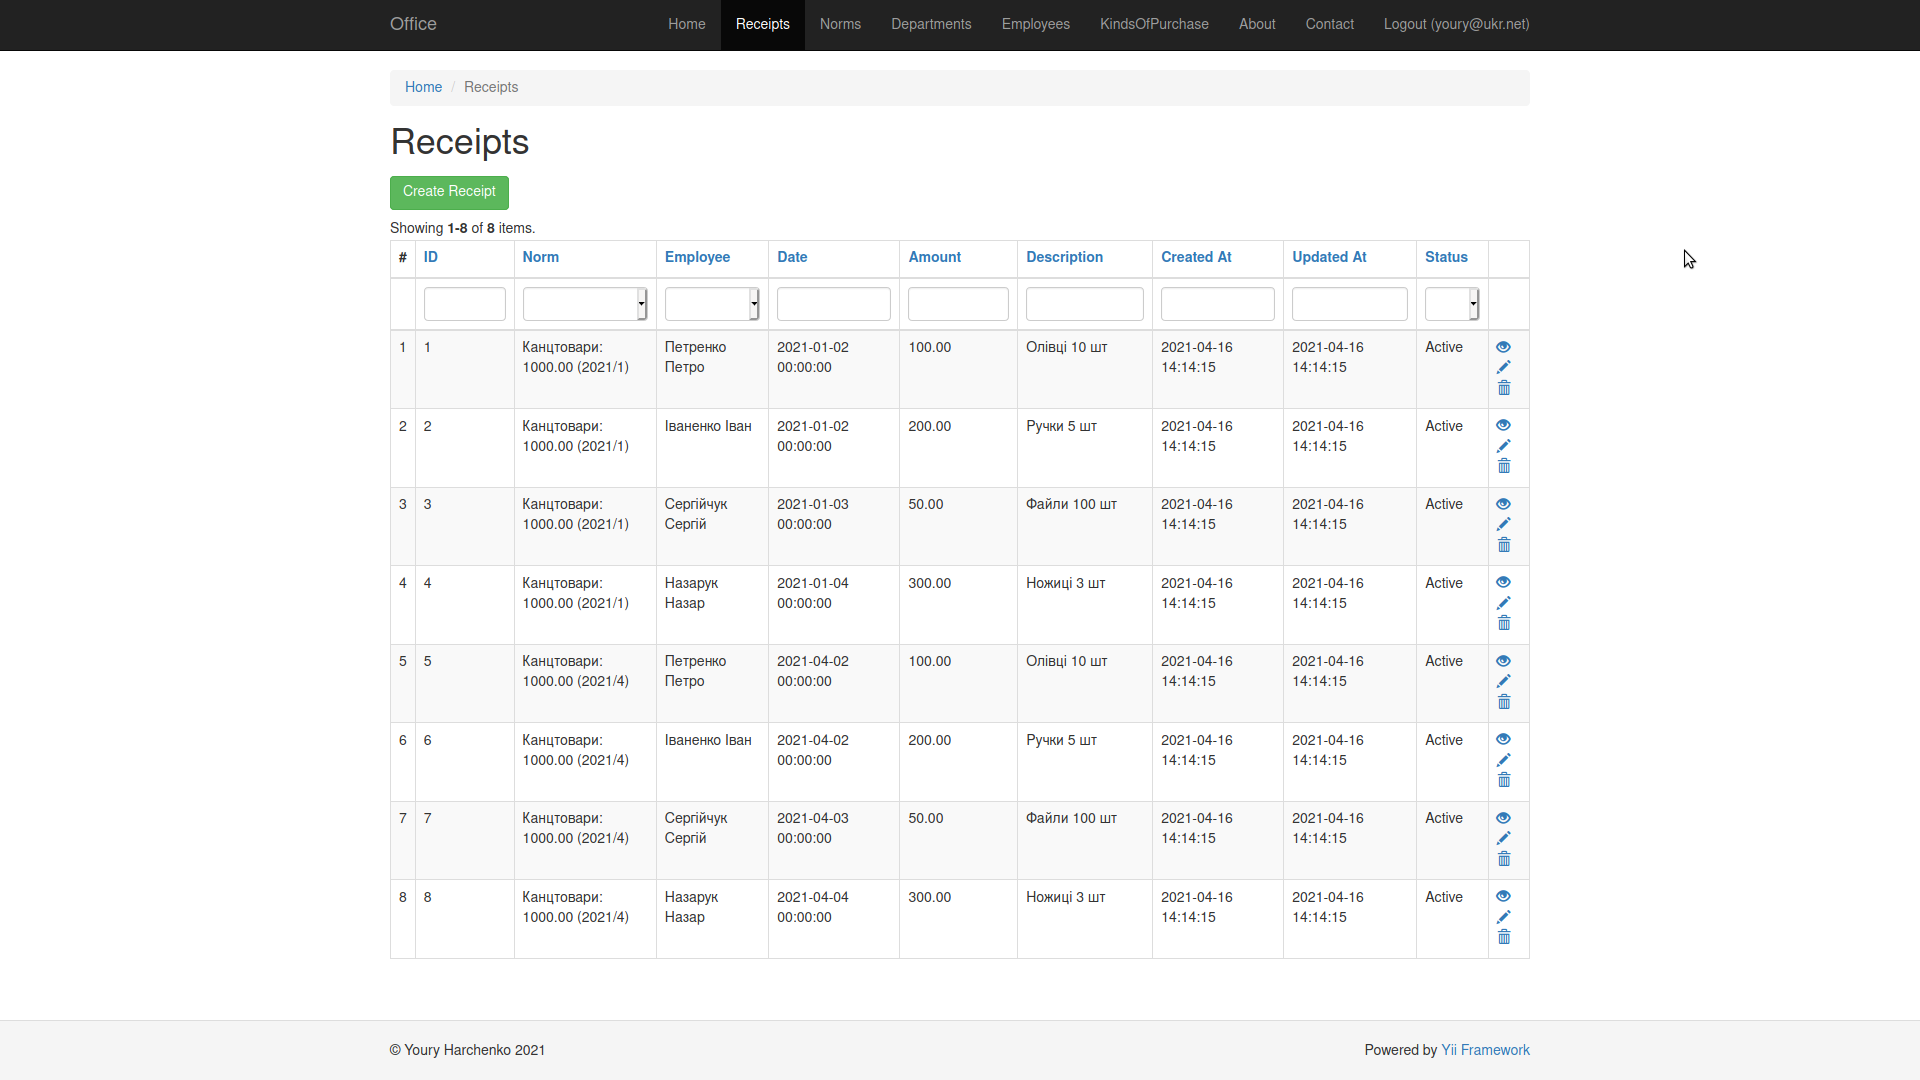 Office Home Receipts Norms Departments Employees KindsOfPurchase About Contact Logout (youry@ukr.net)
Home / Receipts
Receipts
Create Receipt
Showing 1-8 of 8 items.
# ID Norm Employee Date Amount Description Created At Updated At Status
1 1 Канцтовари: Петренко 2021-01-02 100.00 Олівці 10 шт 2021-04-16 2021-04-16 Active
1000.00 (2021/1) Петро 00:00:00 14:14:15 14:14:15
2 2 Канцтовари: Іваненко Іван 2021-01-02 200.00 Ручки 5 шт 2021-04-16 2021-04-16 Active
1000.00 (2021/1) 00:00:00 14:14:15 14:14:15
3 3 Канцтовари: Сергійчук 2021-01-03 50.00 Файли 100 шт 2021-04-16 2021-04-16 Active
1000.00 (2021/1) Сергій 00:00:00 14:14:15 14:14:15
4 4 Канцтовари: Назарук 2021-01-04 300.00 Ножиці 3 шт 2021-04-16 2021-04-16 Active
1000.00 (2021/1) Назар 00:00:00 14:14:15 14:14:15
5 5 Канцтовари: Петренко 2021-04-02 100.00 Олівці 10 шт 2021-04-16 2021-04-16 Active
1000.00 (2021/4) Петро 00:00:00 14:14:15 14:14:15
6 6 Канцтовари: Іваненко Іван 2021-04-02 200.00 Ручки 5 шт 2021-04-16 2021-04-16 Active
1000.00 (2021/4) 00:00:00 14:14:15 14:14:15
7 7 Канцтовари: Сергійчук 2021-04-03 50.00 Файли 100 шт 2021-04-16 2021-04-16 Active
1000.00 (2021/4) Сергій 00:00:00 14:14:15 14:14:15
8 8 Канцтовари: Назарук 2021-04-04 300.00 Ножиці 3 шт 2021-04-16 2021-04-16 Active
1000.00 (2021/4) Назар 00:00:00 14:14:15 14:14:15
© Youry Harchenko 2021 Powered by Yii Framework